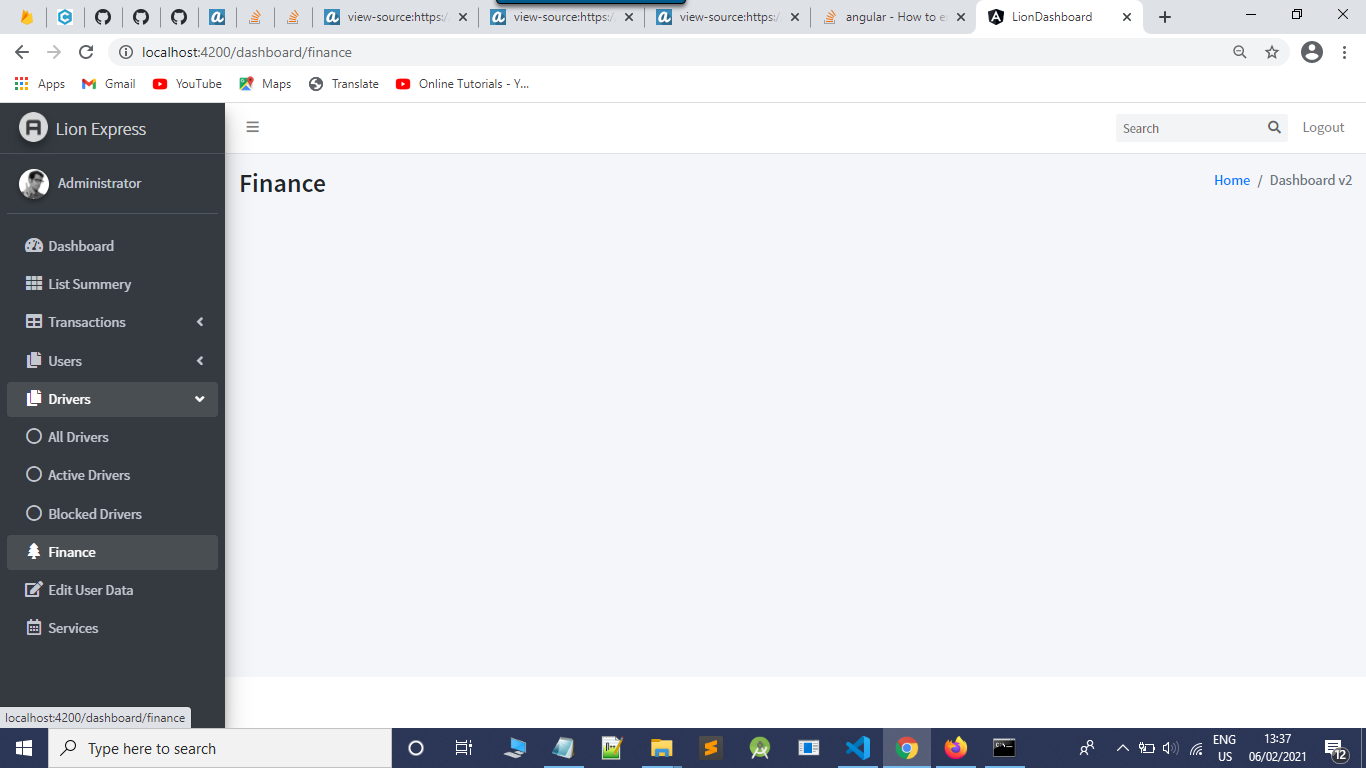 view-source:https:/
view-source:https:/
view-source:https:/
angular - How to e
LionDashboard
localhost:4200/dashboard/finance
Apps
Gmail
YouTube
Maps
Translate
Online Tutorials - Y...
Lion Express
Search
Logout
Administrator
Finance
Home / Dashboard v2
Dashboard
List Summery
Transactions
Users
Drivers
All Drivers
Active Drivers
Blocked Drivers
Finance
Edit User Data
Services
localhost:4200/dashboard/finance
Type here to search
ENG
US
13:37
06/02/2021
12